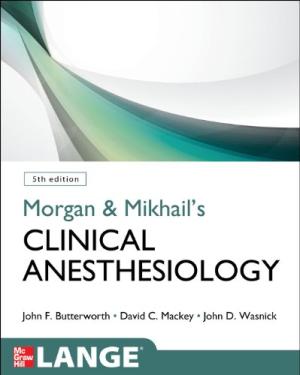 5th edition
Morgan & Mikhail's
CLINICAL
ANESTHESIOLOGY
John F. Butterworth • David C. Mackey • John D. Wasnick
Mc
Graw
Hill
LANGE®